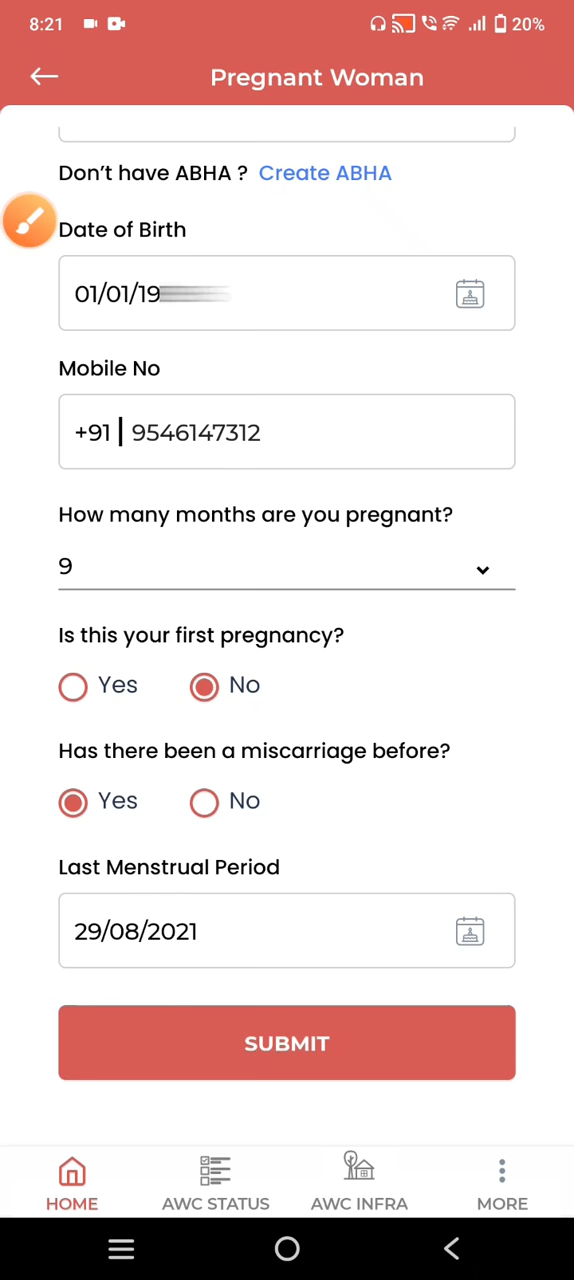 8:21 20%
Pregnant Woman
Don't have ABHA ? Create ABHA
Date of Birth
01/01/19
Mobile No
+91 9546147312
How many months are you pregnant?
9
Is this your first pregnancy?
Yes No
Has there been a miscarriage before?
Yes No
Last Menstrual Period
29/08/2021
SUBMIT
HOME AWC STATUS AWC INFRA MORE